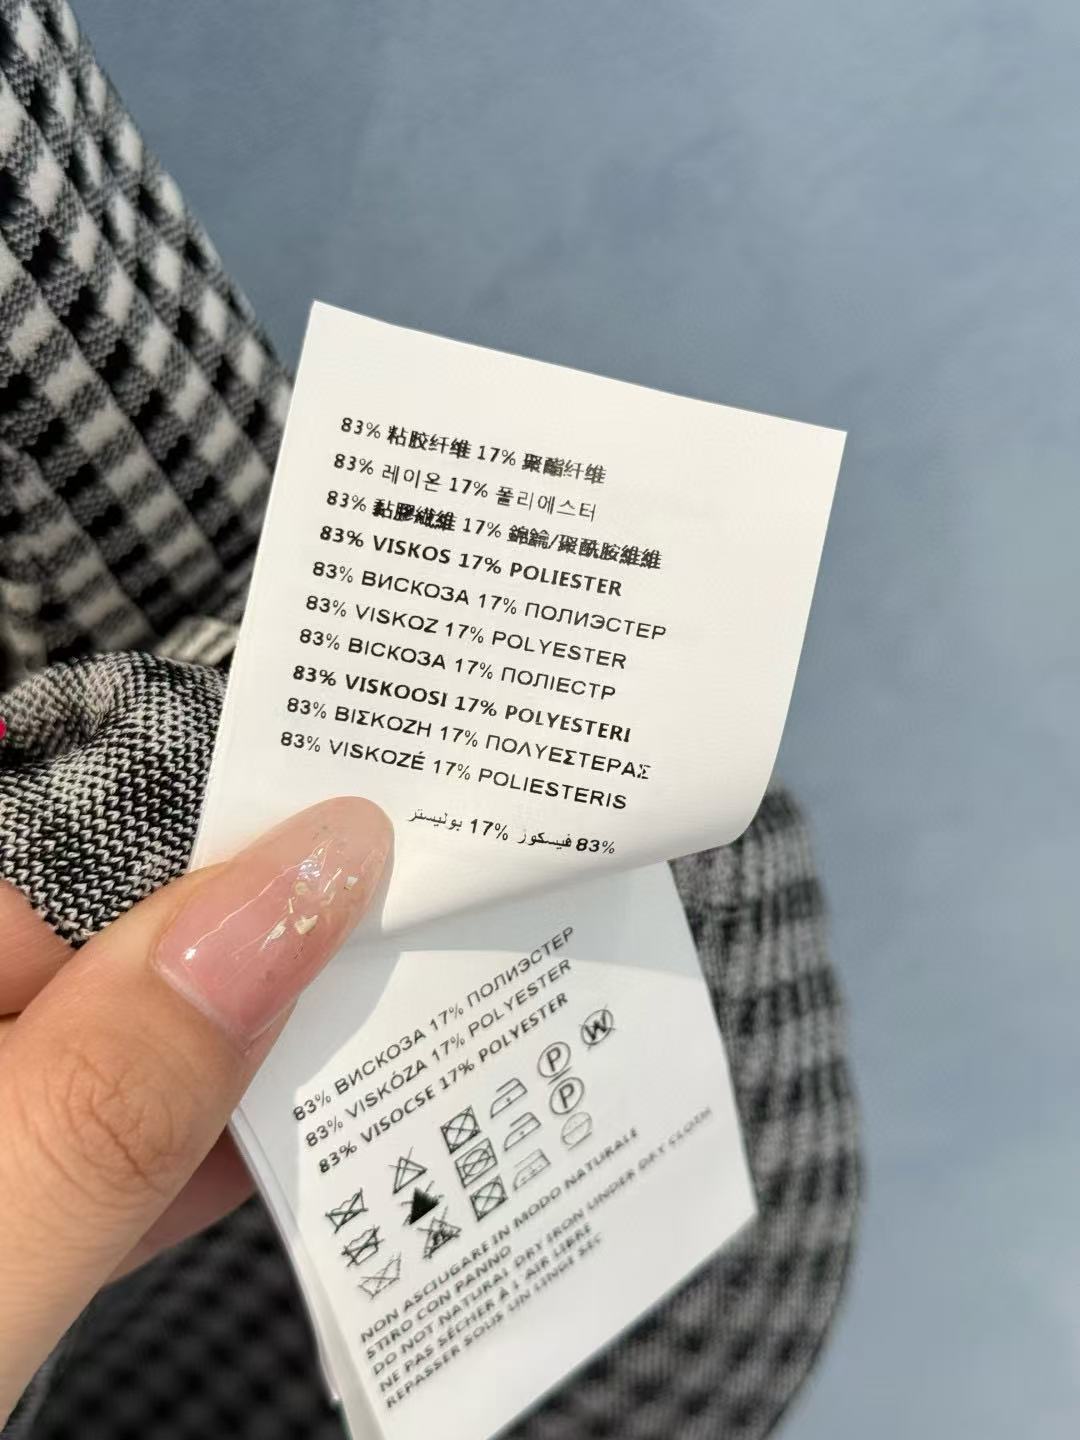 83% 粘胶纤维 17% 聚酯纤维
83% 레이온 17% 폴리에스터
83% 黏膠纖維 17% 錦綸/聚酰胺纖維
83% VISKOS 17% POLIESTER
83% ВИСКОЗА 17% ПОЛИЭСТЕР
83% VISKOZ 17% POLYESTER
83% ВІСКОЗА 17% ПОЛІЕСТР
83% VISKOOSI 17% POLYESTERI
83% ΒΙΣΚΟΖΗ 17% ΠΟΛΥΕΣΤΕΡΑΣ
83% VISKOZÉ 17% POLIESTERIS
83% فيسكوز 17% بوليستر
83% ВИСКОЗА 17% ПОЛИЭСТЕР
83% VISKÓZA 17% POLYESTER
83% VISOCSE 17% POLYESTER
P W
P
NON ASCIUGARE IN MODO NATURALE
STIRO CON PANNO
DO NOT NATURAL DRY IRON UNDER DRY CLOTH
NE PAS SÉCHER À L AIR LIBRE
REPASSER SOUS UN LINGE SEC